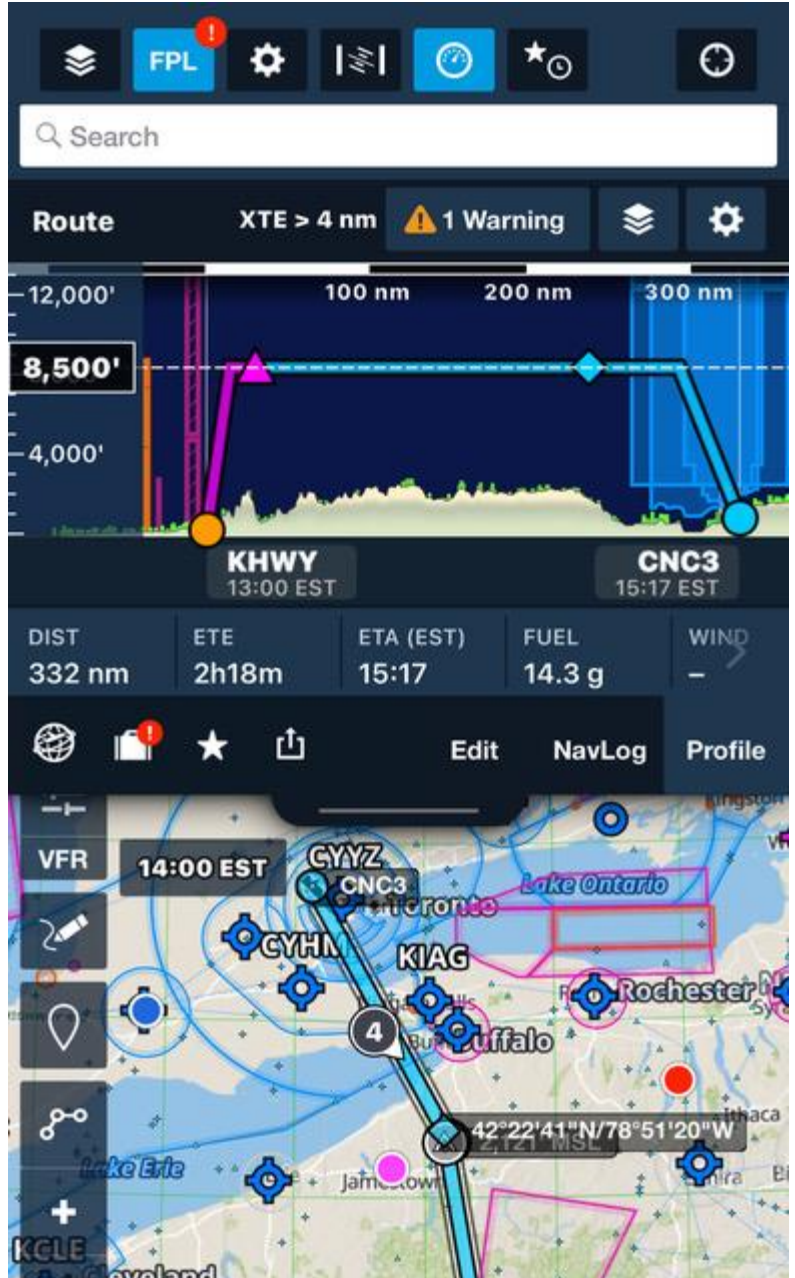 FPL !
Search
Route XTE > 4 nm 1 Warning
12,000' 100 nm 200 nm 300 nm
8,500'
4,000'
KHWY CNC3
13:00 EST 15:17 EST
DIST ETE ETA (EST) FUEL WIND
332 nm 2h18m 15:17 14.3 g –
! Edit NavLog Profile
VFR 14:00 EST CYYZ
CNC3
Toronto Lake Ontario
CYHM KIAG
Rochester
4 Buffalo
42°22'41"N/78°51'20"W Ithaca
2,121' MSL
Lake Erie Jamestown
+
KCLE
Cleveland